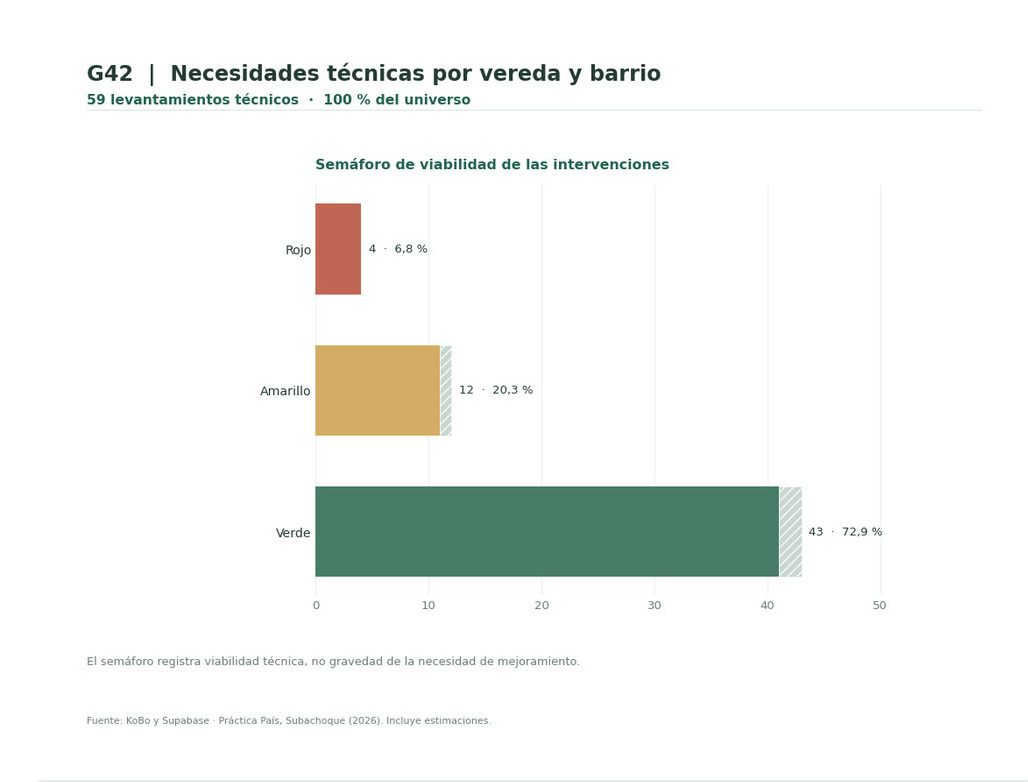 G42 | Necesidades técnicas por vereda y barrio
59 levantamientos técnicos · 100 % del universo
Semáforo de viabilidad de las intervenciones
Rojo
4 · 6,8 %
Amarillo
12 · 20,3 %
Verde
43 · 72,9 %
0 10 20 30 40 50
El semáforo registra viabilidad técnica, no gravedad de la necesidad de mejoramiento.
Fuente: KoBo y Supabase · Práctica País, Subachoque (2026). Incluye estimaciones.